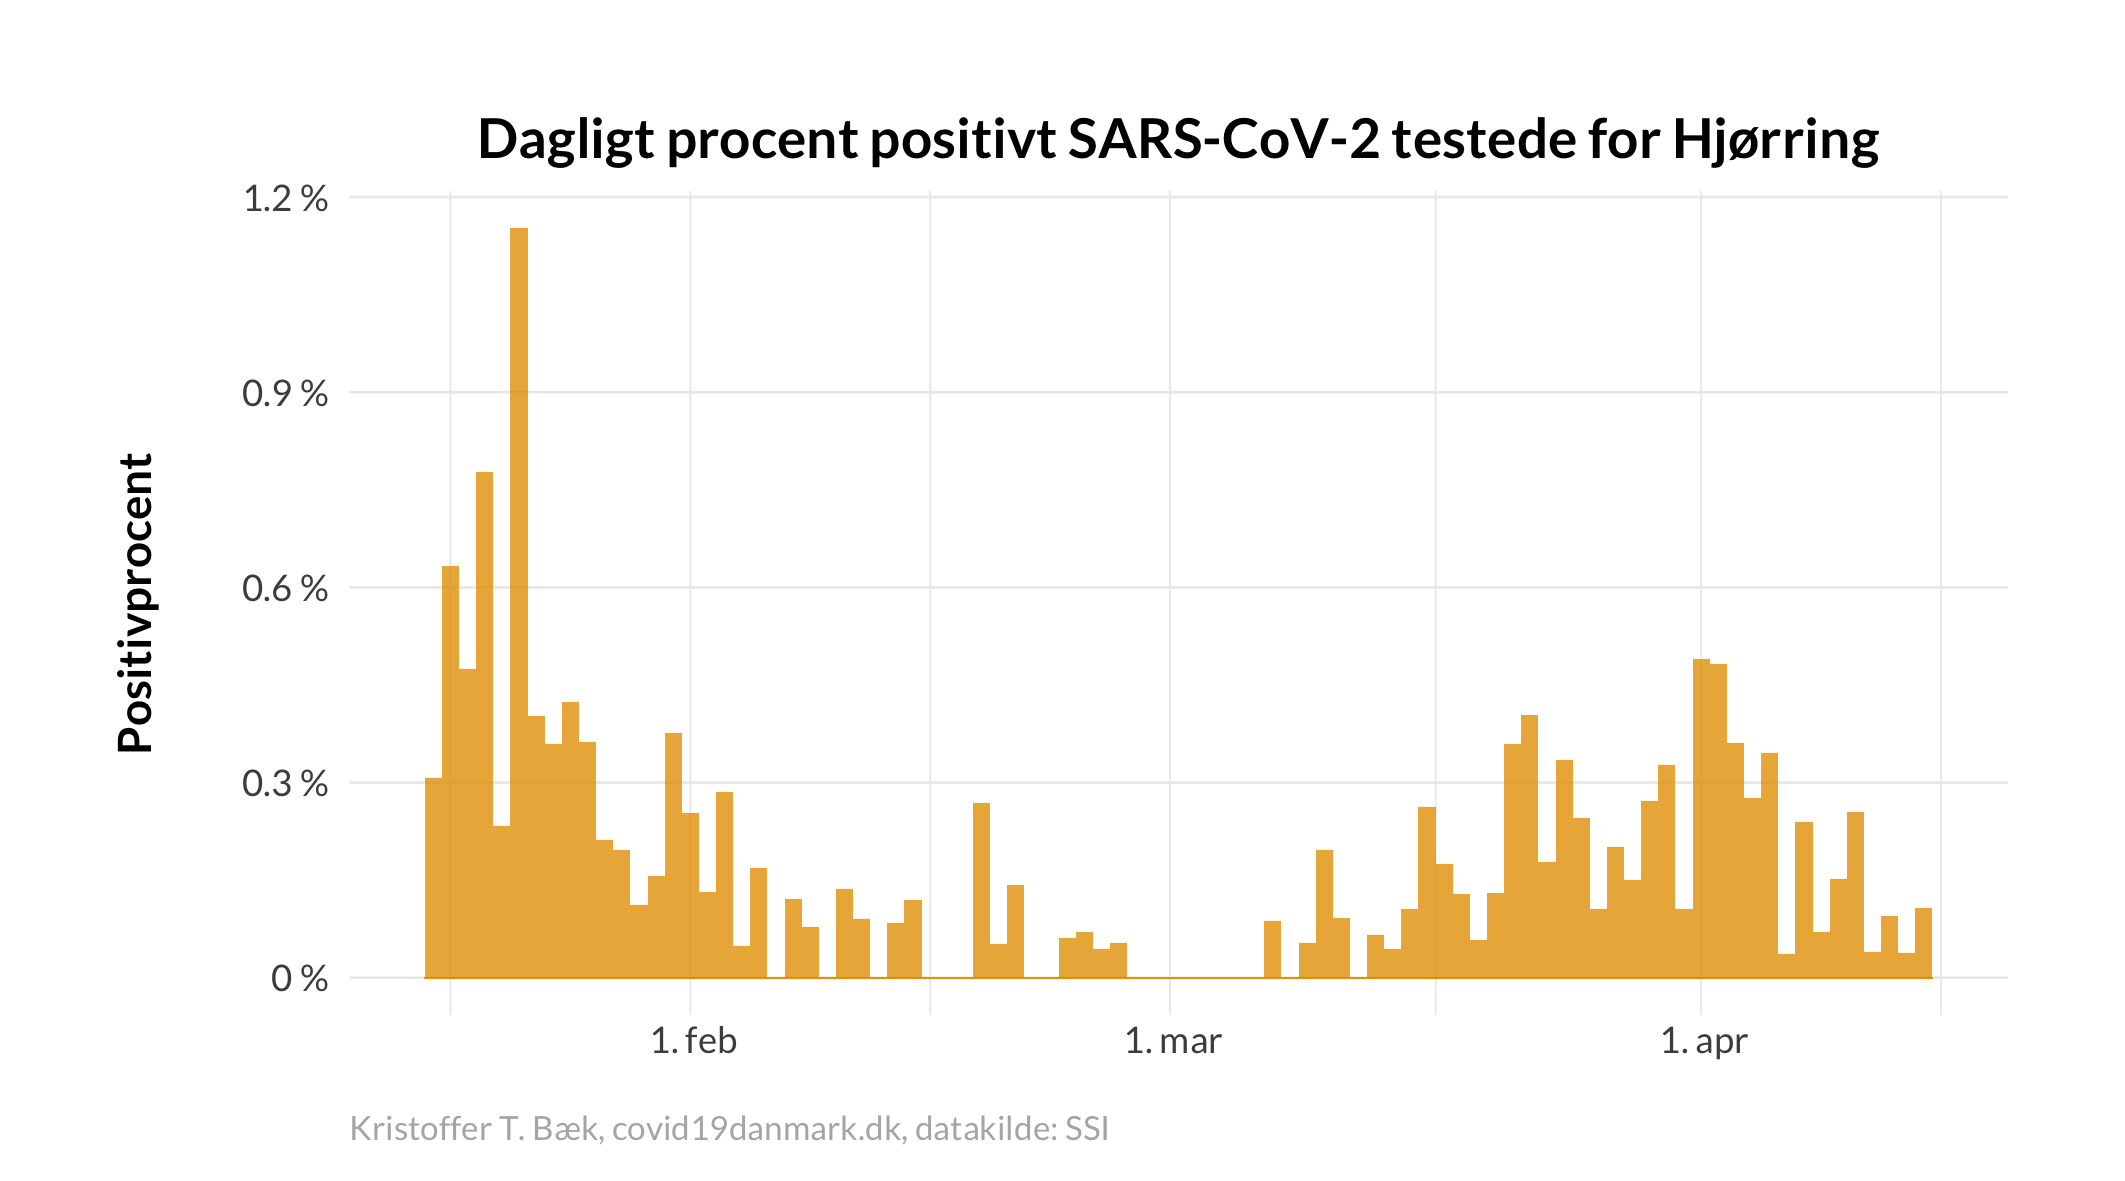 Dagligt procent positivt SARS-CoV-2 testede for Hjørring
Positivprocent
1.2 %
0.9 %
0.6 %
0.3 %
0 %
1. feb
1. mar
1. apr
Kristoffer T. Bæk, covid19danmark.dk, datakilde: SSI